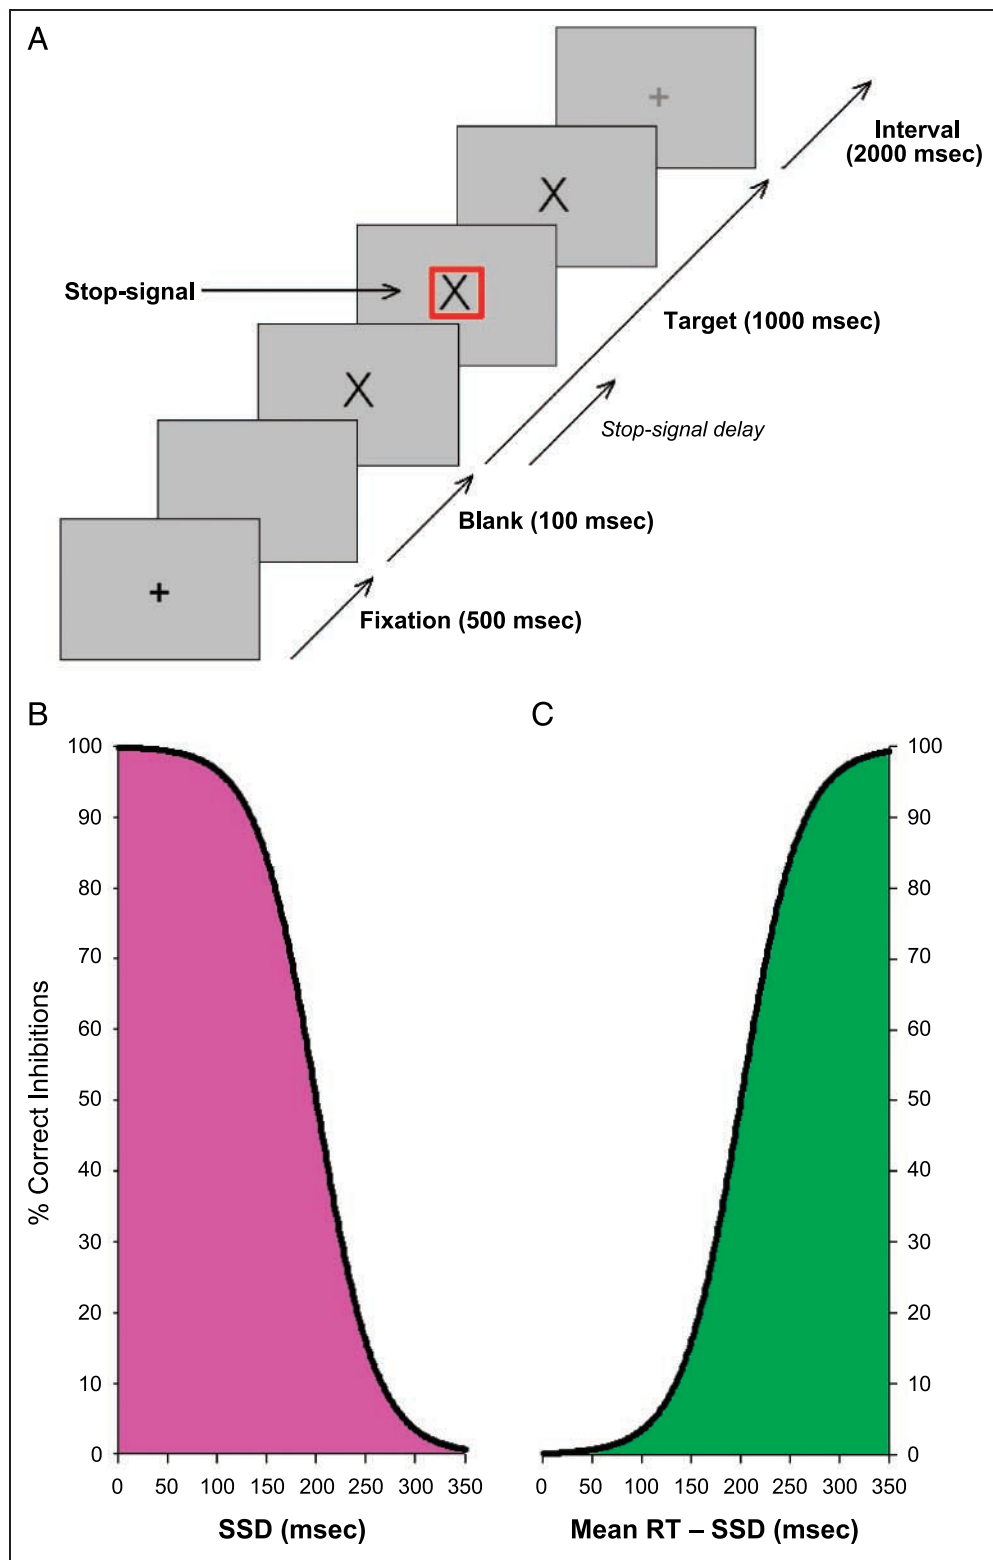 A
+
Interval
(2000 msec)
X
Stop-signal
X
Target (1000 msec)
X
Stop-signal delay
Blank (100 msec)
+
Fixation (500 msec)
B
C
% Correct Inhibitions
100
90
80
70
60
50
40
30
20
10
0
0 50 100 150 200 250 300 350
SSD (msec)
100
90
80
70
60
50
40
30
20
10
0
0 50 100 150 200 250 300 350
Mean RT – SSD (msec)